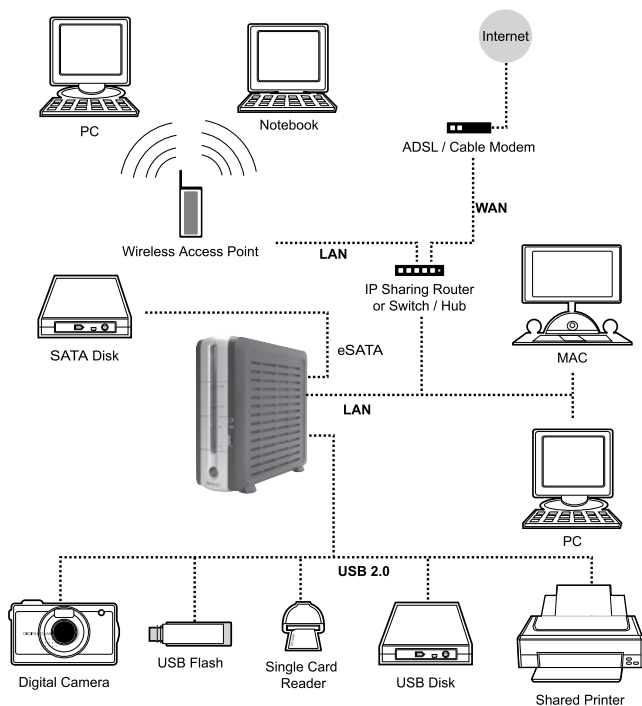 Internet
PC
Notebook
ADSL / Cable Modem
WAN
Wireless Access Point
LAN
IP Sharing Router
or Switch / Hub
SATA Disk
eSATA
MAC
LAN
PC
USB 2.0
Digital Camera
USB Flash
Single Card
Reader
USB Disk
Shared Printer